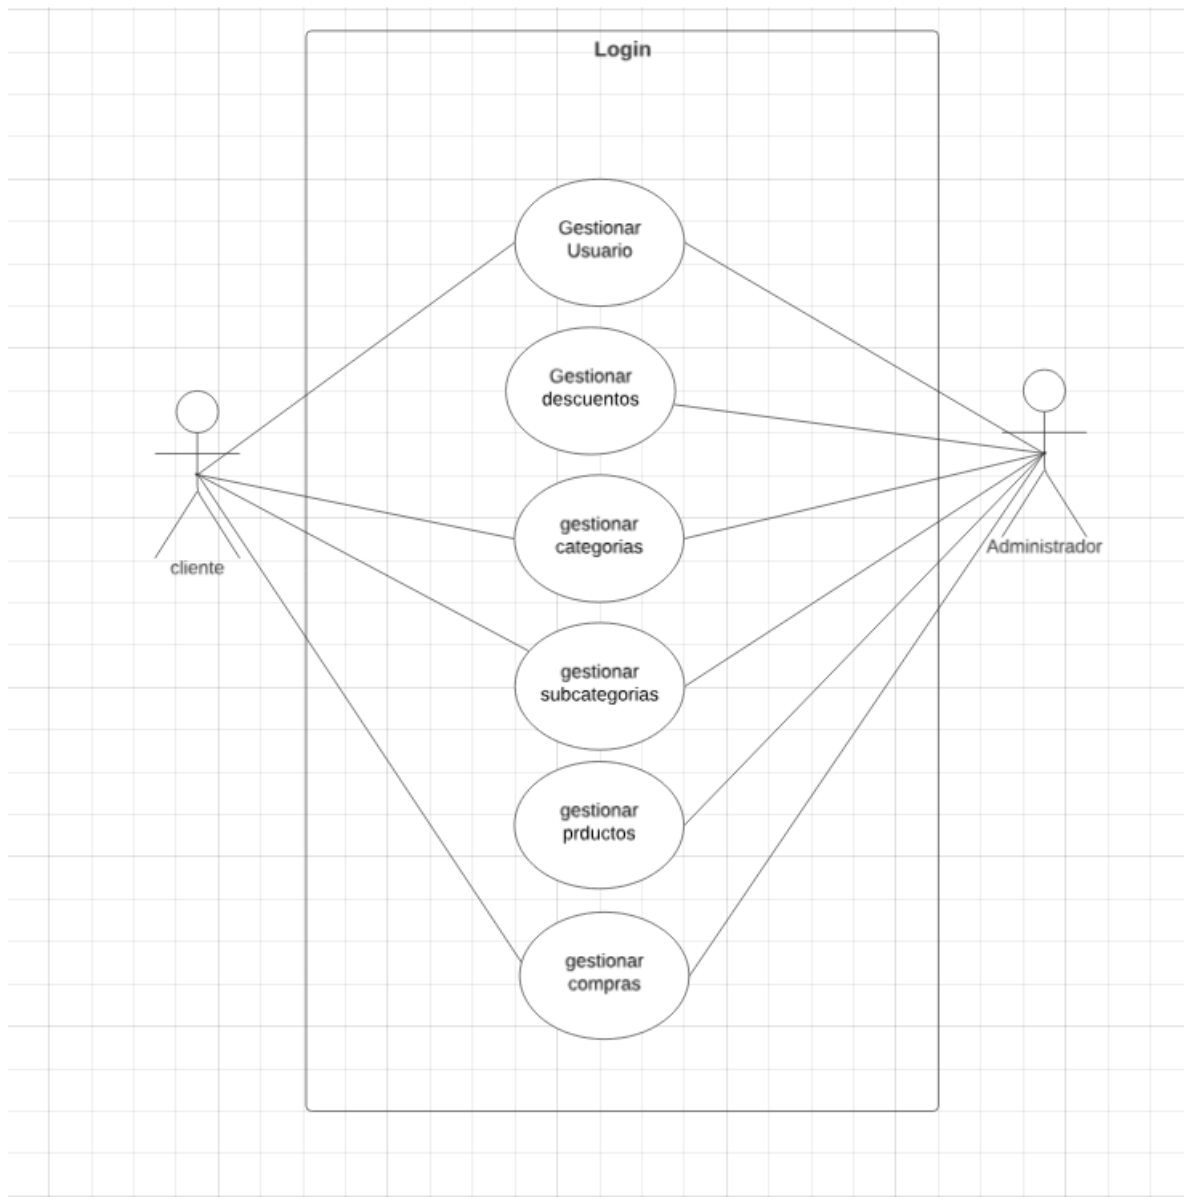 Login
Gestionar
Usuario
Gestionar
descuentos
cliente
gestionar
categorias
Administrador
gestionar
subcategorias
gestionar
prductos
gestionar
compras